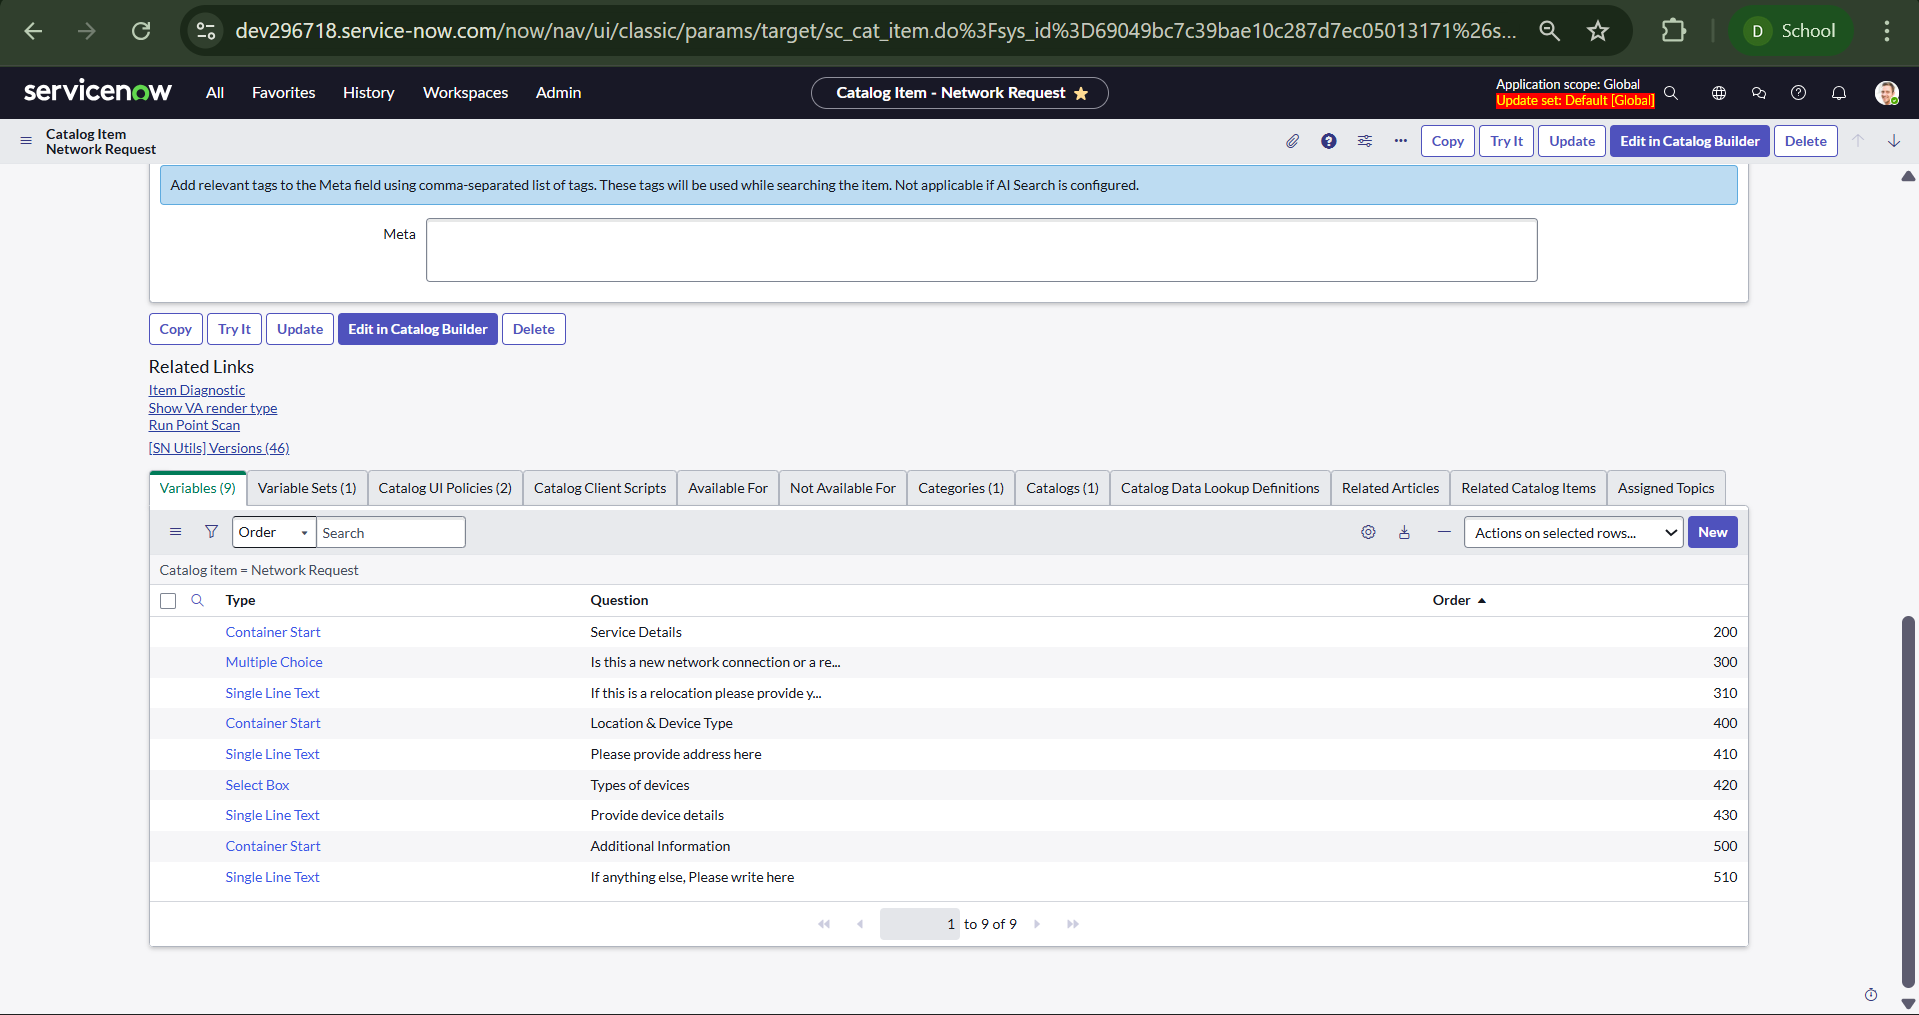 dev296718.service-now.com/now/nav/ui/classic/params/target/sc_cat_item.do%3Fsys_id%3D69049bc7c39bae10c287d7ec05013171%26s...
D School
servicenow All Favorites History Workspaces Admin
Catalog Item - Network Request
Application scope: Global
Update set: Default [Global]
Catalog Item
Network Request
Copy Try It Update Edit in Catalog Builder Delete
Add relevant tags to the Meta field using comma-separated list of tags. These tags will be used while searching the item. Not applicable if AI Search is configured.
Meta
Copy Try It Update Edit in Catalog Builder Delete
Related Links
Item Diagnostic
Show VA render type
Run Point Scan
[SN Utils] Versions (46)
Variables (9) Variable Sets (1) Catalog UI Policies (2) Catalog Client Scripts Available For Not Available For Categories (1) Catalogs (1) Catalog Data Lookup Definitions Related Articles Related Catalog Items Assigned Topics
Order Search Actions on selected rows... New
Catalog item = Network Request
Type Question Order
Container Start Service Details 200
Multiple Choice Is this a new network connection or a re... 300
Single Line Text If this is a relocation please provide y... 310
Container Start Location & Device Type 400
Single Line Text Please provide address here 410
Select Box Types of devices 420
Single Line Text Provide device details 430
Container Start Additional Information 500
Single Line Text If anything else, Please write here 510
1 to 9 of 9